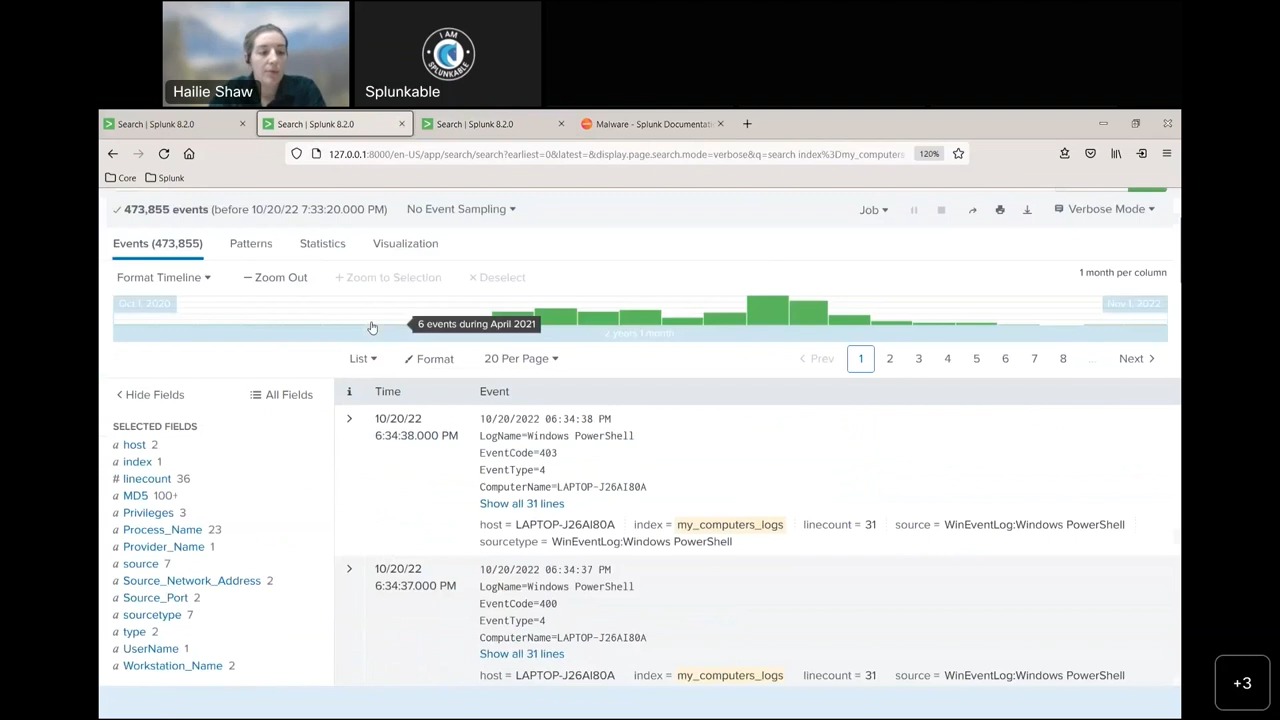 I AM
SPLUNKABLE
Hailie Shaw
Splunkable
Search | Splunk 8.2.0
Search | Splunk 8.2.0
Search | Splunk 8.2.0
Malware - Splunk Documentati
127.0.0.1:8000/en-US/app/search/search?earliest=0&latest=&display.page.search.mode=verbose&q=search index%3Dmy_computers
120%
Core
Splunk
473,855 events (before 10/20/22 7:33:20.000 PM)
No Event Sampling
Job
Verbose Mode
Events (473,855)
Patterns
Statistics
Visualization
Format Timeline
– Zoom Out
+ Zoom to Selection
× Deselect
1 month per column
Oct 1, 2020
Nov 1, 2022
6 events during April 2021
2 years 1 month
List
Format
20 Per Page
< Prev
1
2
3
4
5
6
7
8
...
Next >
< Hide Fields
All Fields
i
Time
Event
SELECTED FIELDS
a host 2
a index 1
# linecount 36
a MD5 100+
a Privileges 3
a Process_Name 23
a Provider_Name 1
a source 7
a Source_Network_Address 2
a Source_Port 2
a sourcetype 7
a type 2
a UserName 1
a Workstation_Name 2
10/20/22
6:34:38.000 PM
10/20/2022 06:34:38 PM
LogName=Windows PowerShell
EventCode=403
EventType=4
ComputerName=LAPTOP-J26AI80A
Show all 31 lines
host = LAPTOP-J26AI80A
index = my_computers_logs
linecount = 31
source = WinEventLog:Windows PowerShell
sourcetype = WinEventLog:Windows PowerShell
10/20/22
6:34:37.000 PM
10/20/2022 06:34:37 PM
LogName=Windows PowerShell
EventCode=400
EventType=4
ComputerName=LAPTOP-J26AI80A
Show all 31 lines
host = LAPTOP-J26AI80A
index = my_computers_logs
linecount = 31
source = WinEventLog:Windows PowerShell
+3